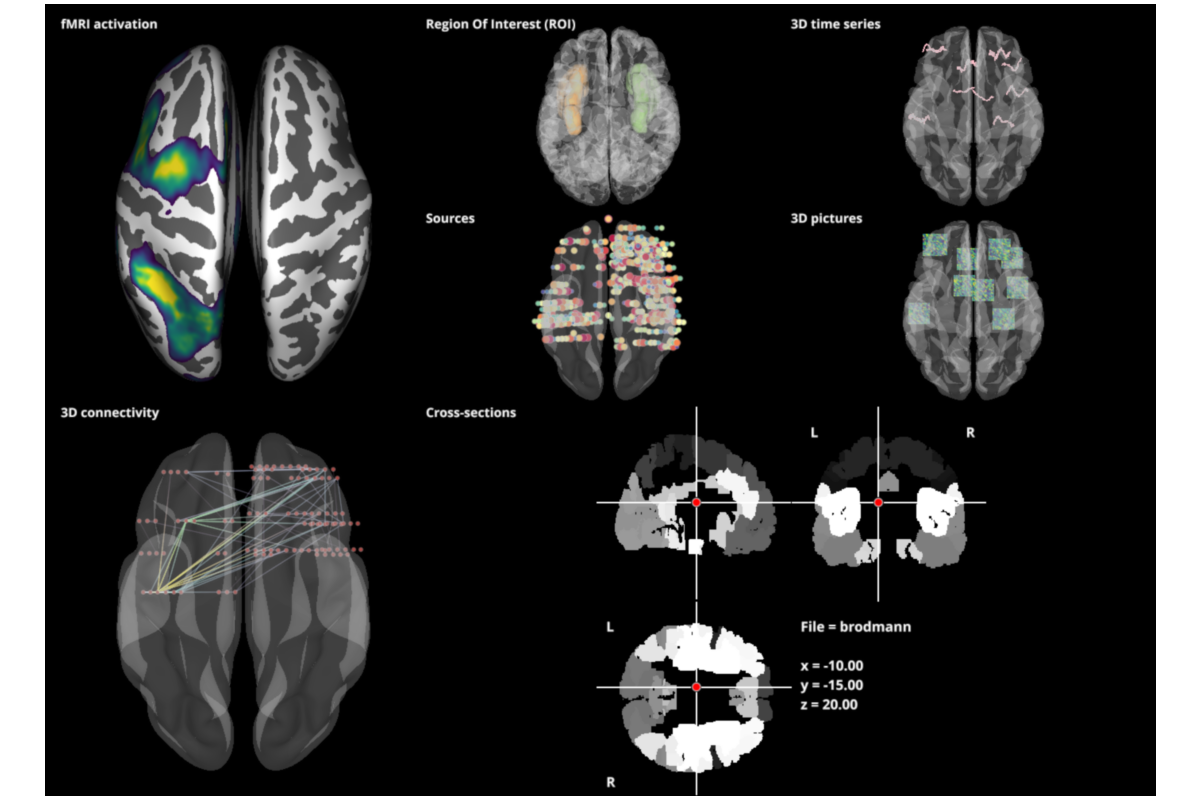 fMRI activation
Region Of Interest (ROI)
3D time series
Sources
3D pictures
3D connectivity
Cross-sections
L
R
L
File = brodmann
x = -10.00
y = -15.00
z = 20.00
R